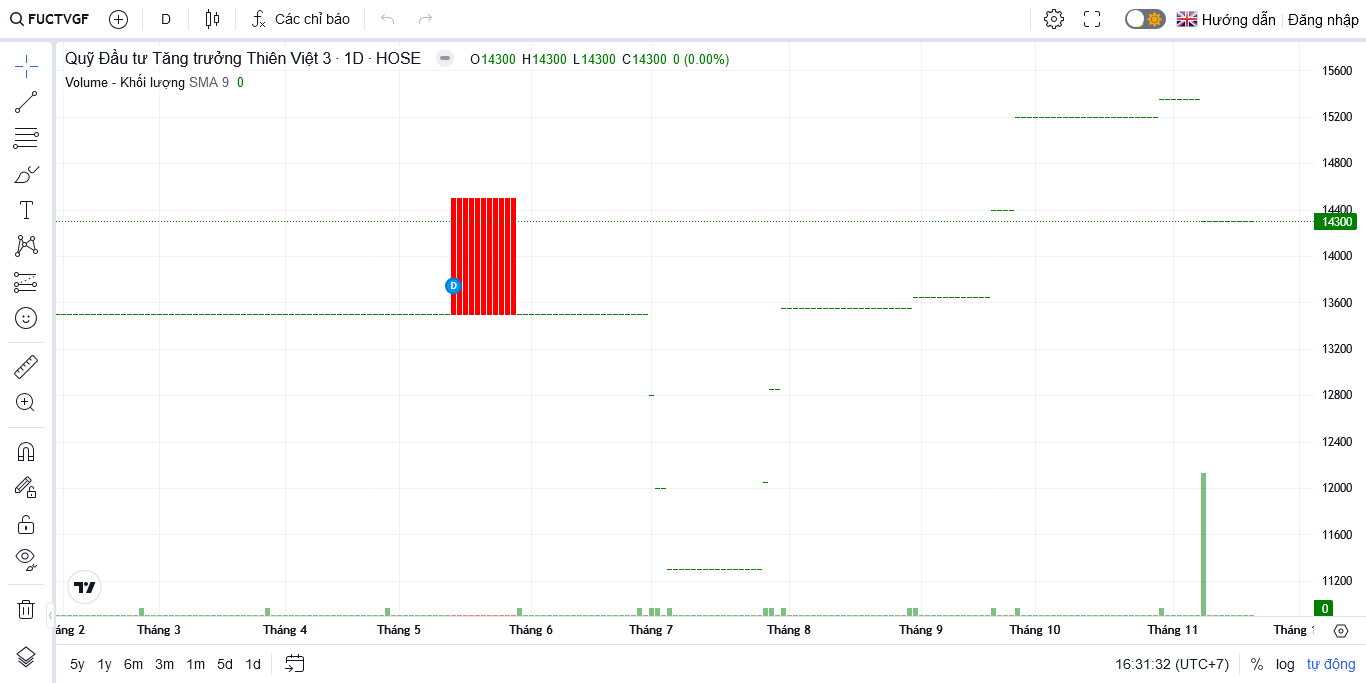 FUCTVGF D Các chỉ báo Hướng dẫn Đăng nhập
Quỹ Đầu tư Tăng trưởng Thiên Việt 3 · 1D · HOSE O14300 H14300 L14300 C14300 0 (0.00%)
Volume - Khối lượng SMA 9 0
15600
15200
14800
14400
14300
14000
13600
D
13200
12800
12400
12000
11600
11200
0
áng 2 Tháng 3 Tháng 4 Tháng 5 Tháng 6 Tháng 7 Tháng 8 Tháng 9 Tháng 10 Tháng 11 Tháng 1
5y 1y 6m 3m 1m 5d 1d 16:31:32 (UTC+7) % log tự động